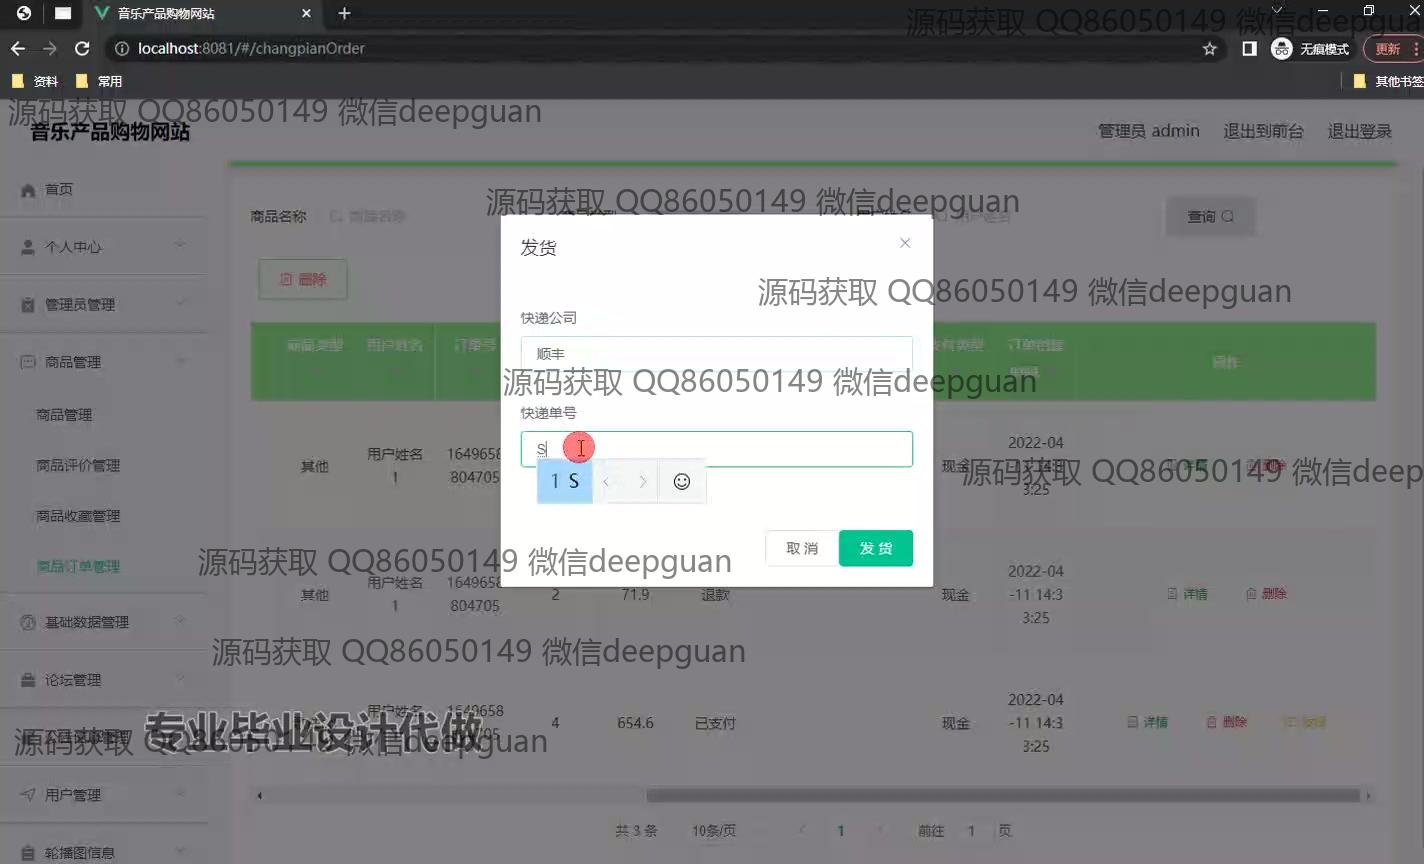 音乐产品购物网站
localhost:8081/#/changpianOrder
无痕模式
更新
资料
常用
其他书签
源码获取 QQ86050149 微信deepgua
源码获取 QQ86050149 微信deepguan
音乐产品购物网站
管理员 admin
退出到前台
退出登录
首页
个人中心
管理员管理
商品管理
商品管理
商品评价管理
商品收藏管理
商品订单管理
基础数据管理
论坛管理
用户管理
轮播图信息
源码获取 QQ86050149 微信deepguan
商品名称
商品名称
查询
删除
源码获取 QQ86050149 微信deepguan
发货
快递公司
顺丰
源码获取 QQ86050149 微信deepguan
快递单号
S
1 S
取 消
发 货
商品类型
用户姓名
订单号
操作
其他
用户姓名
1
1649658
804705
现金
2022-04
-11 14:3
3:25
详情
删除
源码获取 QQ86050149 微信deep
源码获取 QQ86050149 微信deepguan
其他
用户姓名
1
1649658
804705
2
71.9
退款
现金
2022-04
-11 14:3
3:25
详情
删除
源码获取 QQ86050149 微信deepguan
用户姓名
1649658
4
654.6
已支付
现金
2022-04
-11 14:3
3:25
详情
删除
发货
专业毕业设计代做
源码获取 QQ86050149 微信deepguan
共 3 条
10条/页
1
前往
1
页